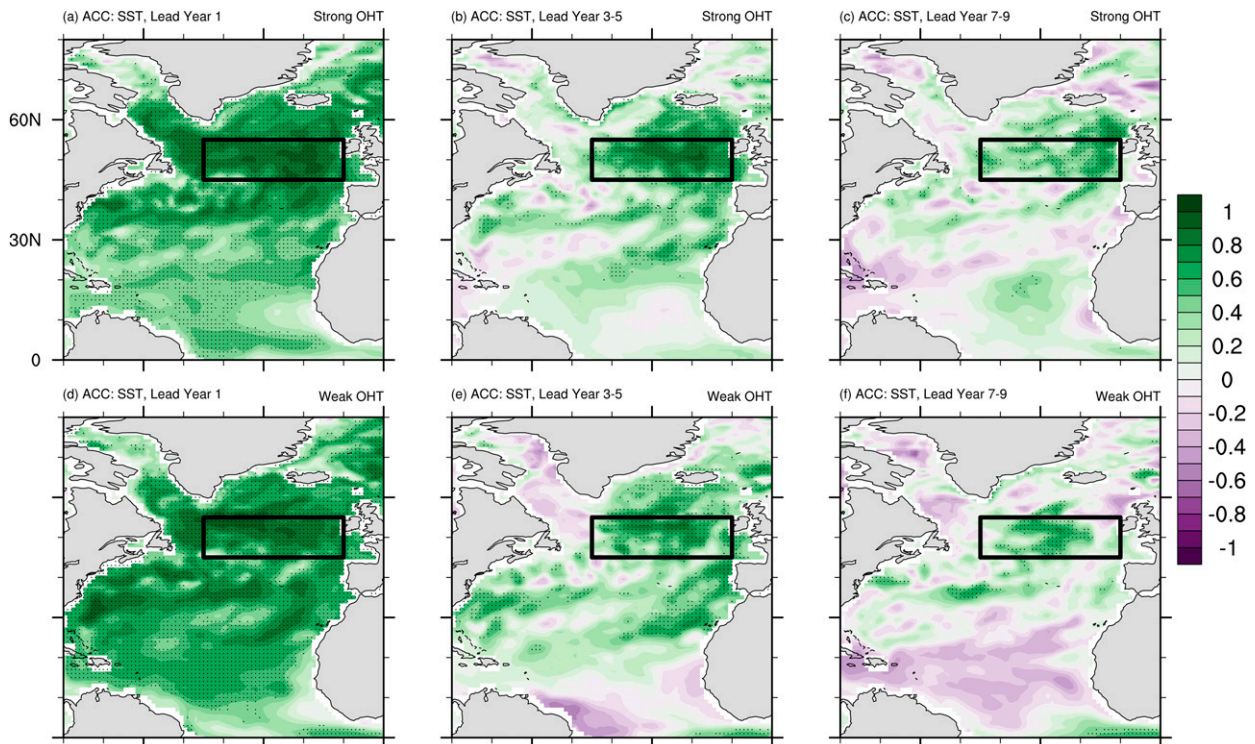 (a) ACC: SST, Lead Year 1 Strong OHT
(b) ACC: SST, Lead Year 3-5 Strong OHT
(c) ACC: SST, Lead Year 7-9 Strong OHT
60N
30N
0
(d) ACC: SST, Lead Year 1 Weak OHT
(e) ACC: SST, Lead Year 3-5 Weak OHT
(f) ACC: SST, Lead Year 7-9 Weak OHT
1
0.8
0.6
0.4
0.2
0
-0.2
-0.4
-0.6
-0.8
-1